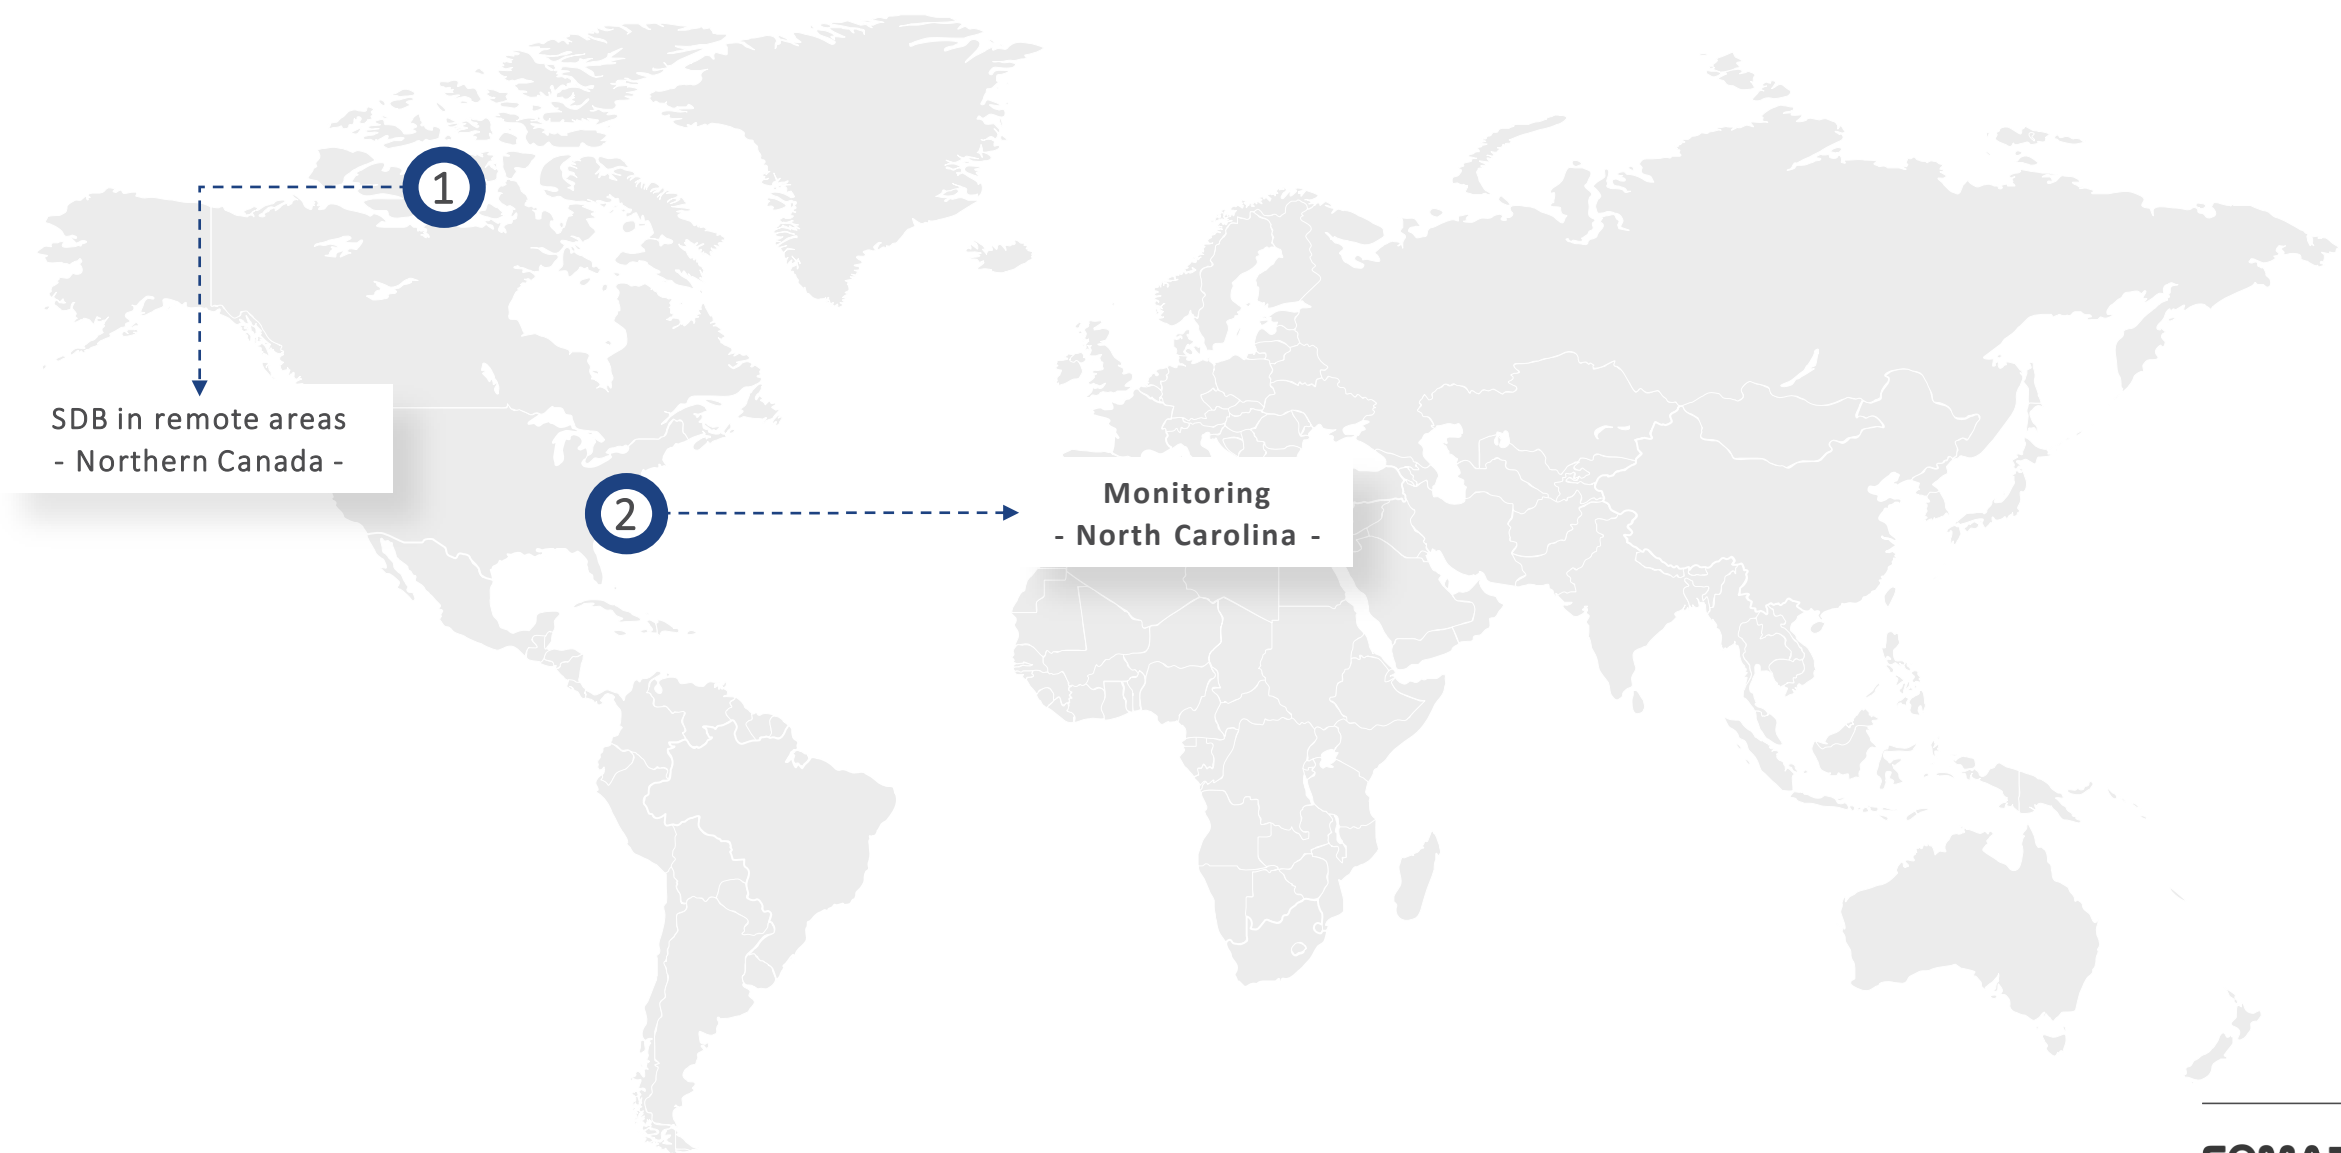 1
SDB in remote areas
- Northern Canada -
2
Monitoring
- North Carolina -